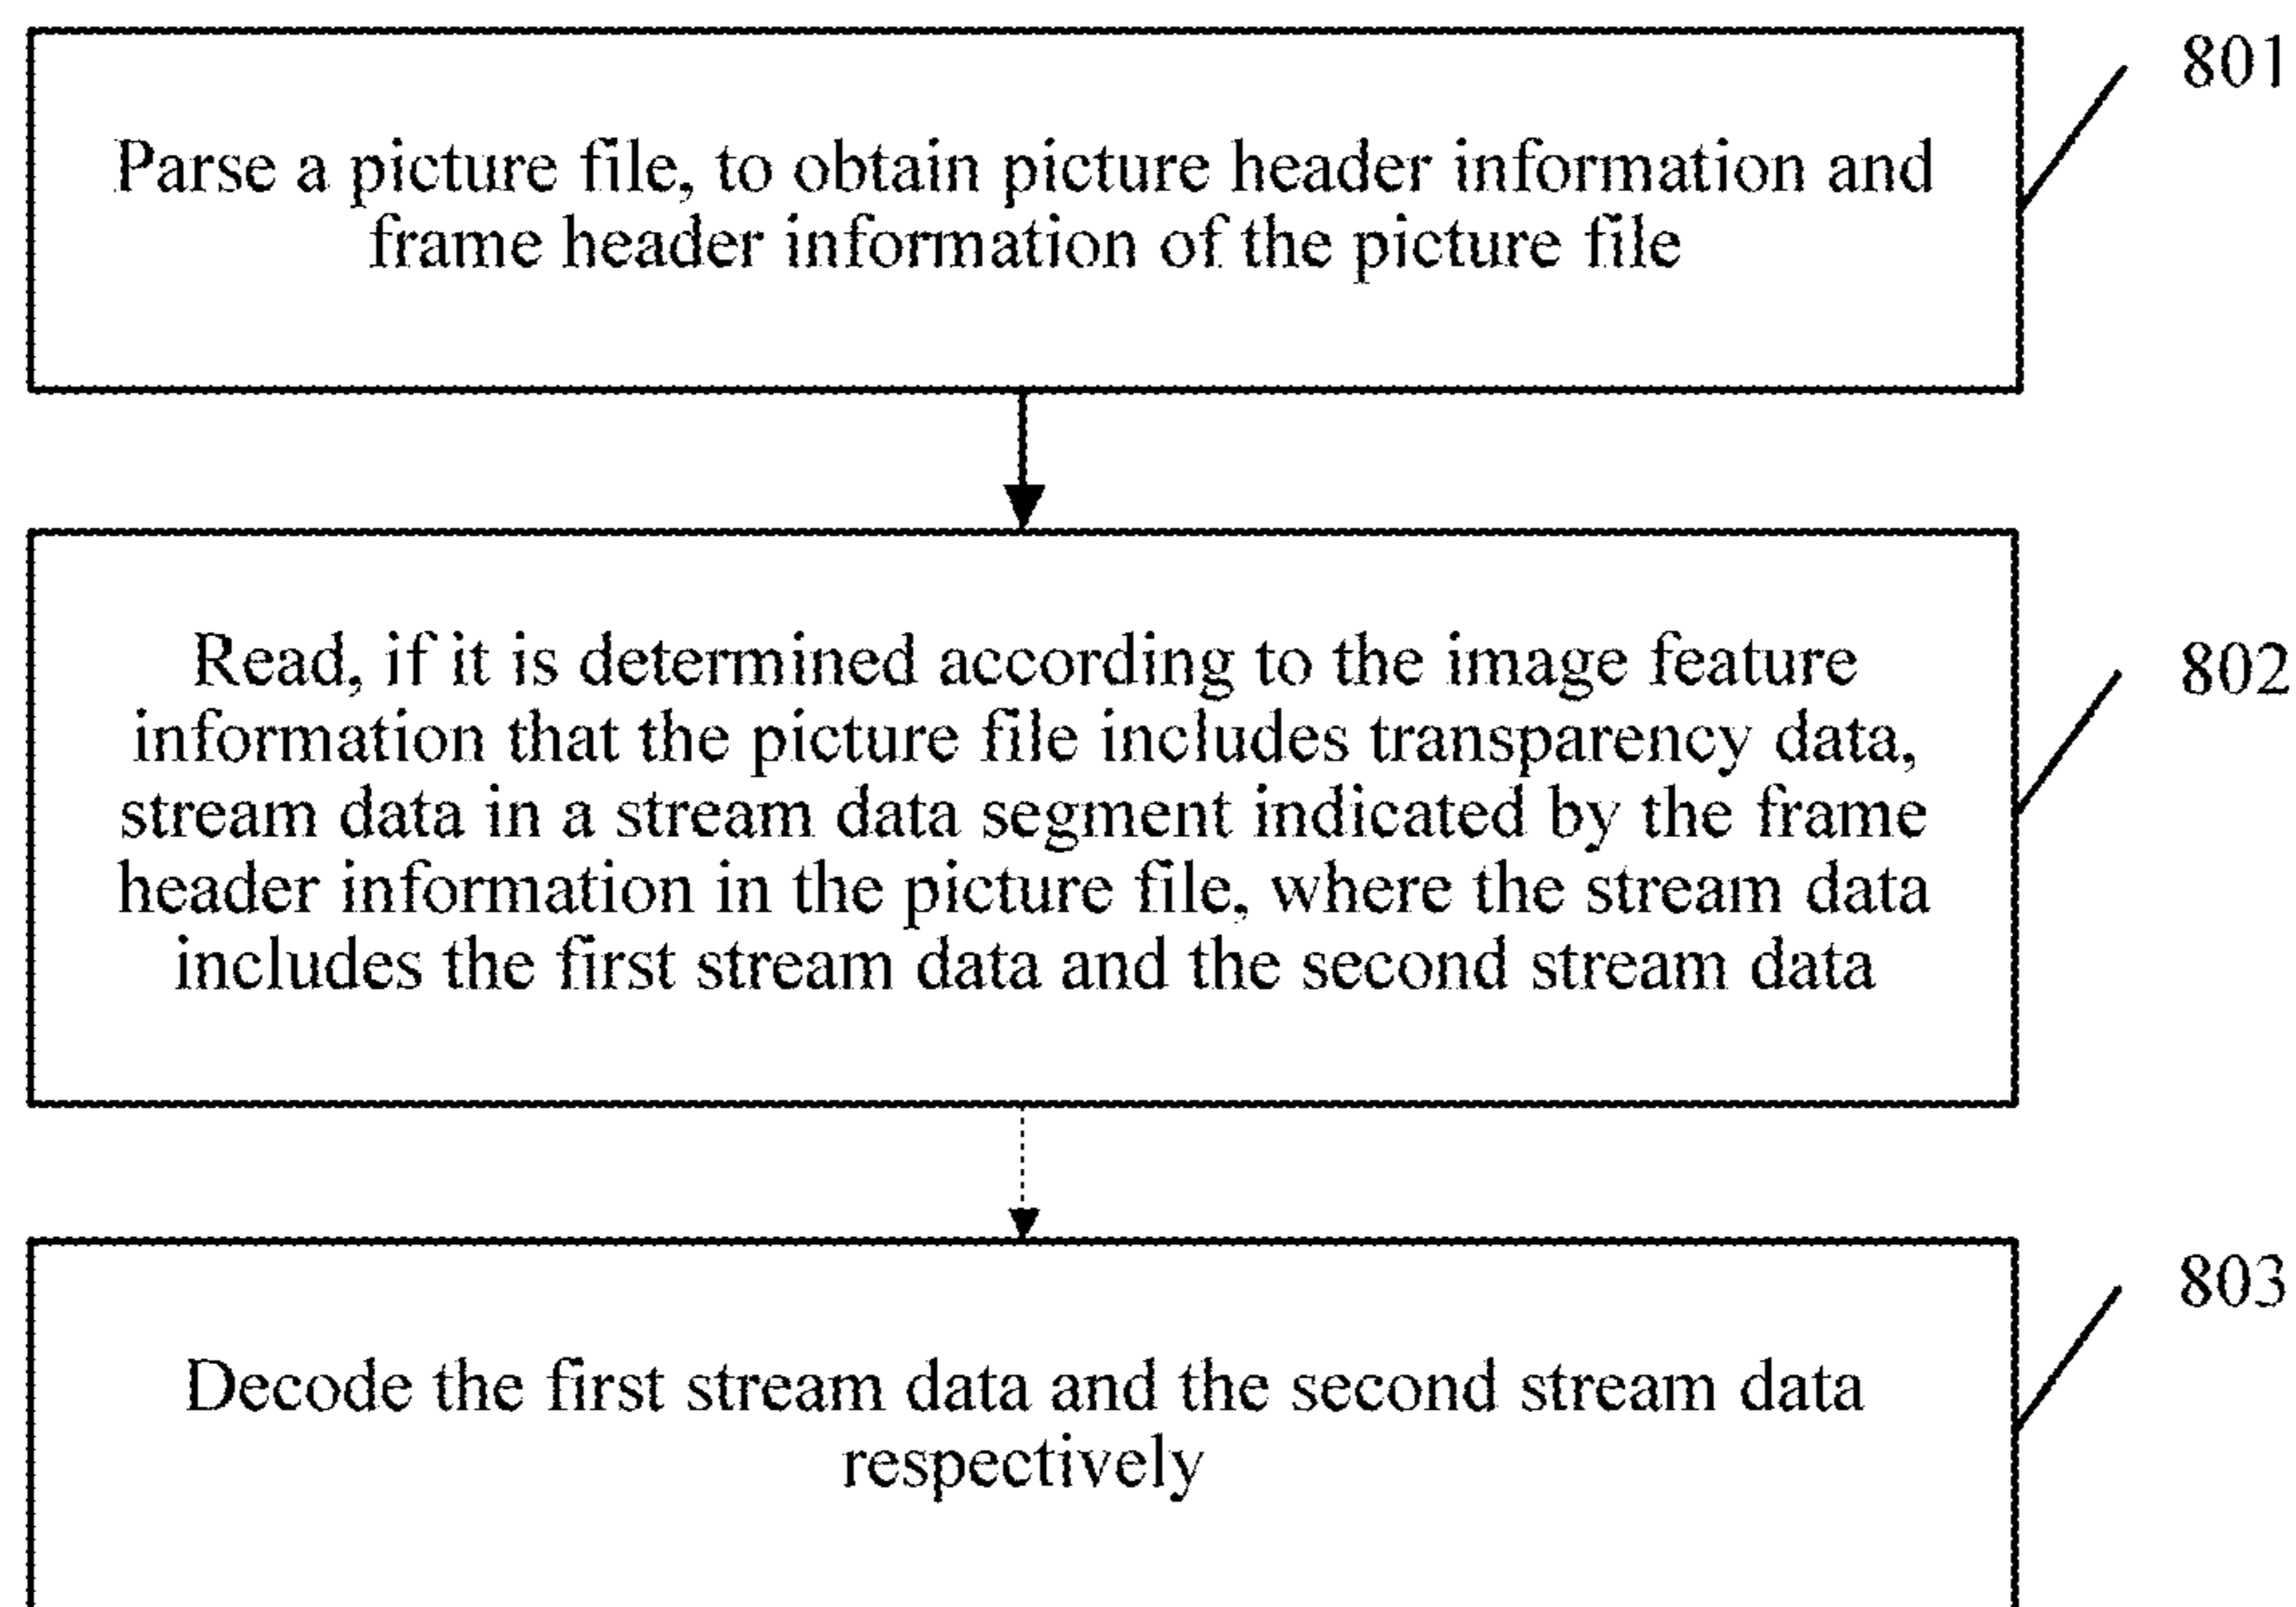 801
Parse a picture file, to obtain picture header information and
frame header information of the picture file
802
Read, if it is determined according to the image feature
information that the picture file includes transparency data,
stream data in a stream data segment indicated by the frame
header information in the picture file, where the stream data
includes the first stream data and the second stream data
803
Decode the first stream data and the second stream data
respectively